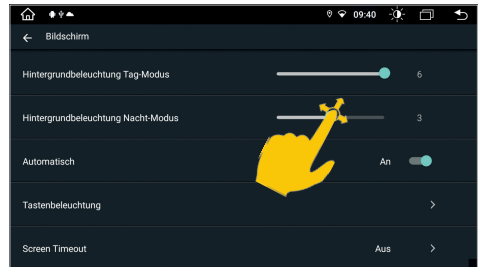 09:40
Bildschirm
Hintergrundbeleuchtung Tag-Modus 6
Hintergrundbeleuchtung Nacht-Modus 3
Automatisch An
Tastenbeleuchtung
Screen Timeout Aus